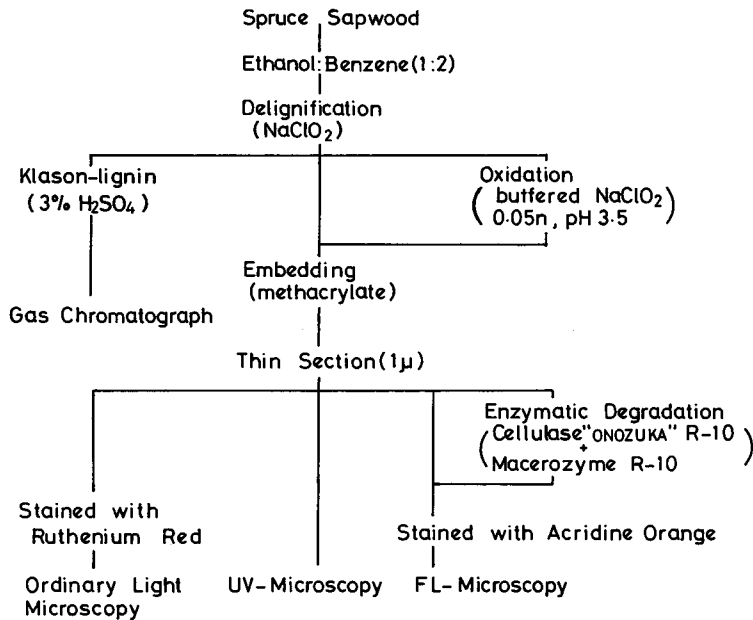 Spruce Sapwood
Ethanol:Benzene(1:2)
Delignification
(NaClO2)
Klason-lignin
(3% H2SO4)
Oxidation
(buffered NaClO2
0.05n, pH 3.5)
Embedding
(methacrylate)
Gas Chromatograph
Thin Section(1μ)
Enzymatic Degradation
(Cellulase"ONOZUKA" R-10
+
Macerozyme R-10)
Stained with
Ruthenium Red
Stained with Acridine Orange
Ordinary Light
Microscopy
UV-Microscopy
FL-Microscopy